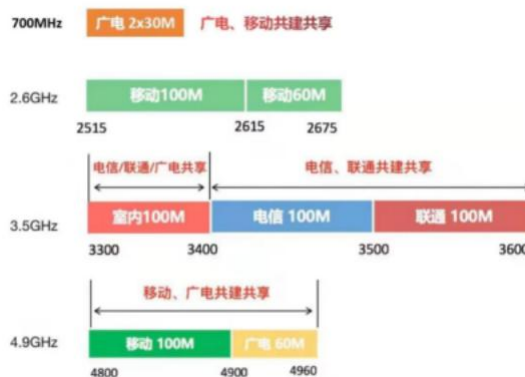 700MHz 广电 2x30M 广电、移动共建共享
2.6GHz 移动100M 移动60M
2515 2615 2675
电信/联通/广电共享 电信、联通共建共享
3.5GHz 室内100M 电信 100M 联通 100M
3300 3400 3500 3600
移动、广电共建共享
4.9GHz 移动 100M 广电 60M
4800 4900 4960